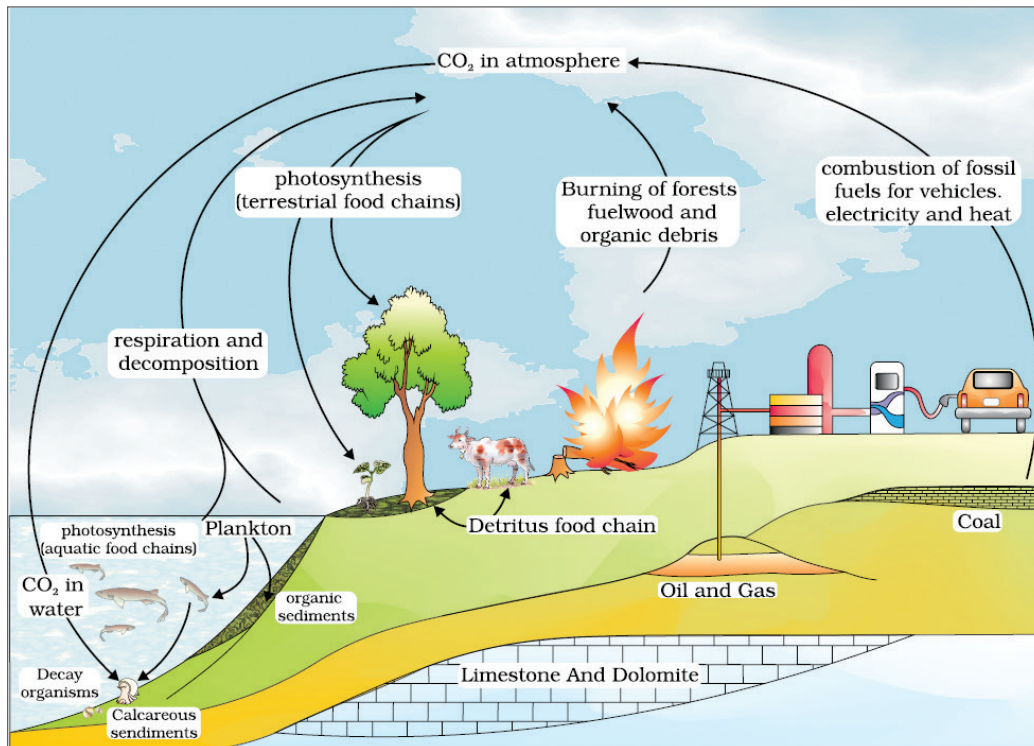 CO₂ in atmosphere
photosynthesis
(terrestrial food chains)
Burning of forests
fuelwood and
organic debris
combustion of fossil
fuels for vehicles.
electricity and heat
respiration and
decomposition
photosynthesis
(aquatic food chains)
Plankton
Detritus food chain
Coal
CO₂ in
water
organic
sediments
Oil and Gas
Decay
organisms
Calcareous
sendiments
Limestone And Dolomite